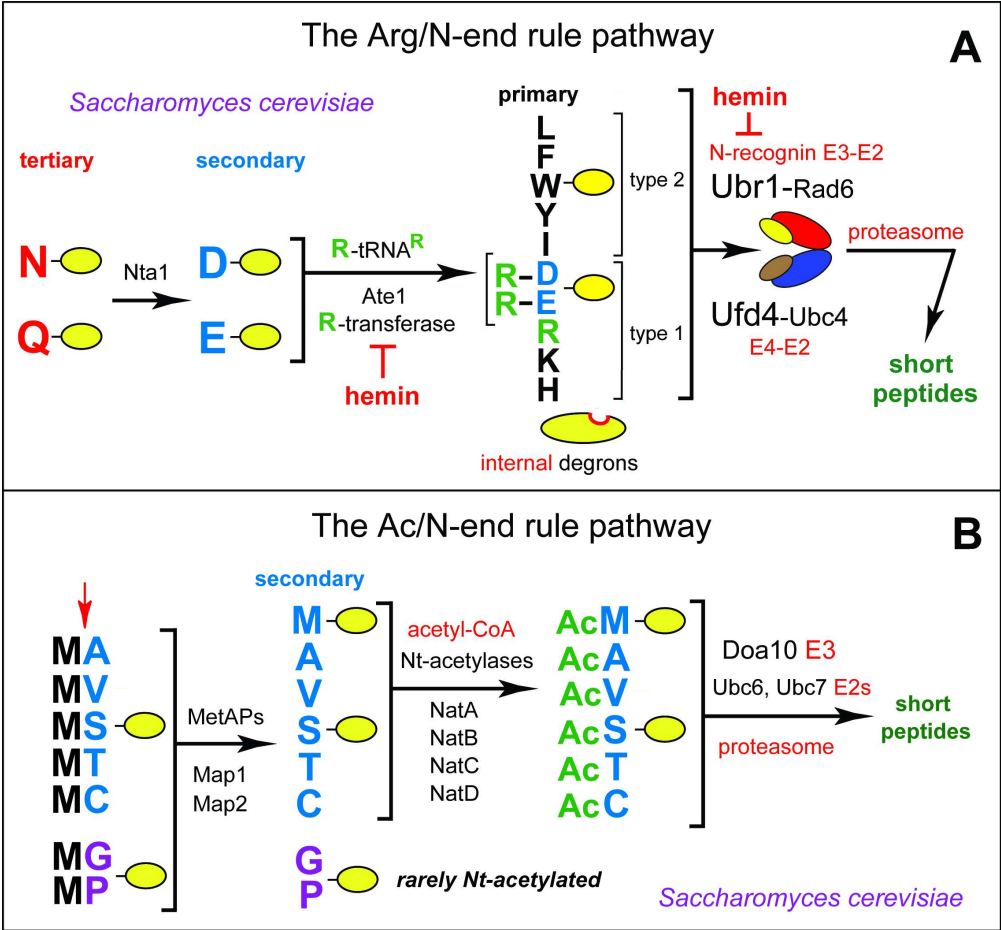 The Arg/N-end rule pathway
A
Saccharomyces cerevisiae
tertiary
secondary
primary
N
Q
Nta1
D
E
R-tRNAR
Ate1
R-transferase
hemin
L
F
W
Y
I
R-D
R-E
R
K
H
type 2
type 1
internal degrons
hemin
N-recognin E3-E2
Ubr1-Rad6
Ufd4-Ubc4
E4-E2
proteasome
short
peptides
The Ac/N-end rule pathway
B
MA
MV
MS
MT
MC
MG
MP
MetAPs
Map1
Map2
secondary
M
A
V
S
T
C
G
P
rarely Nt-acetylated
acetyl-CoA
Nt-acetylases
NatA
NatB
NatC
NatD
AcM
AcA
AcV
AcS
AcT
AcC
Doa10 E3
Ubc6, Ubc7 E2s
proteasome
short
peptides
Saccharomyces cerevisiae